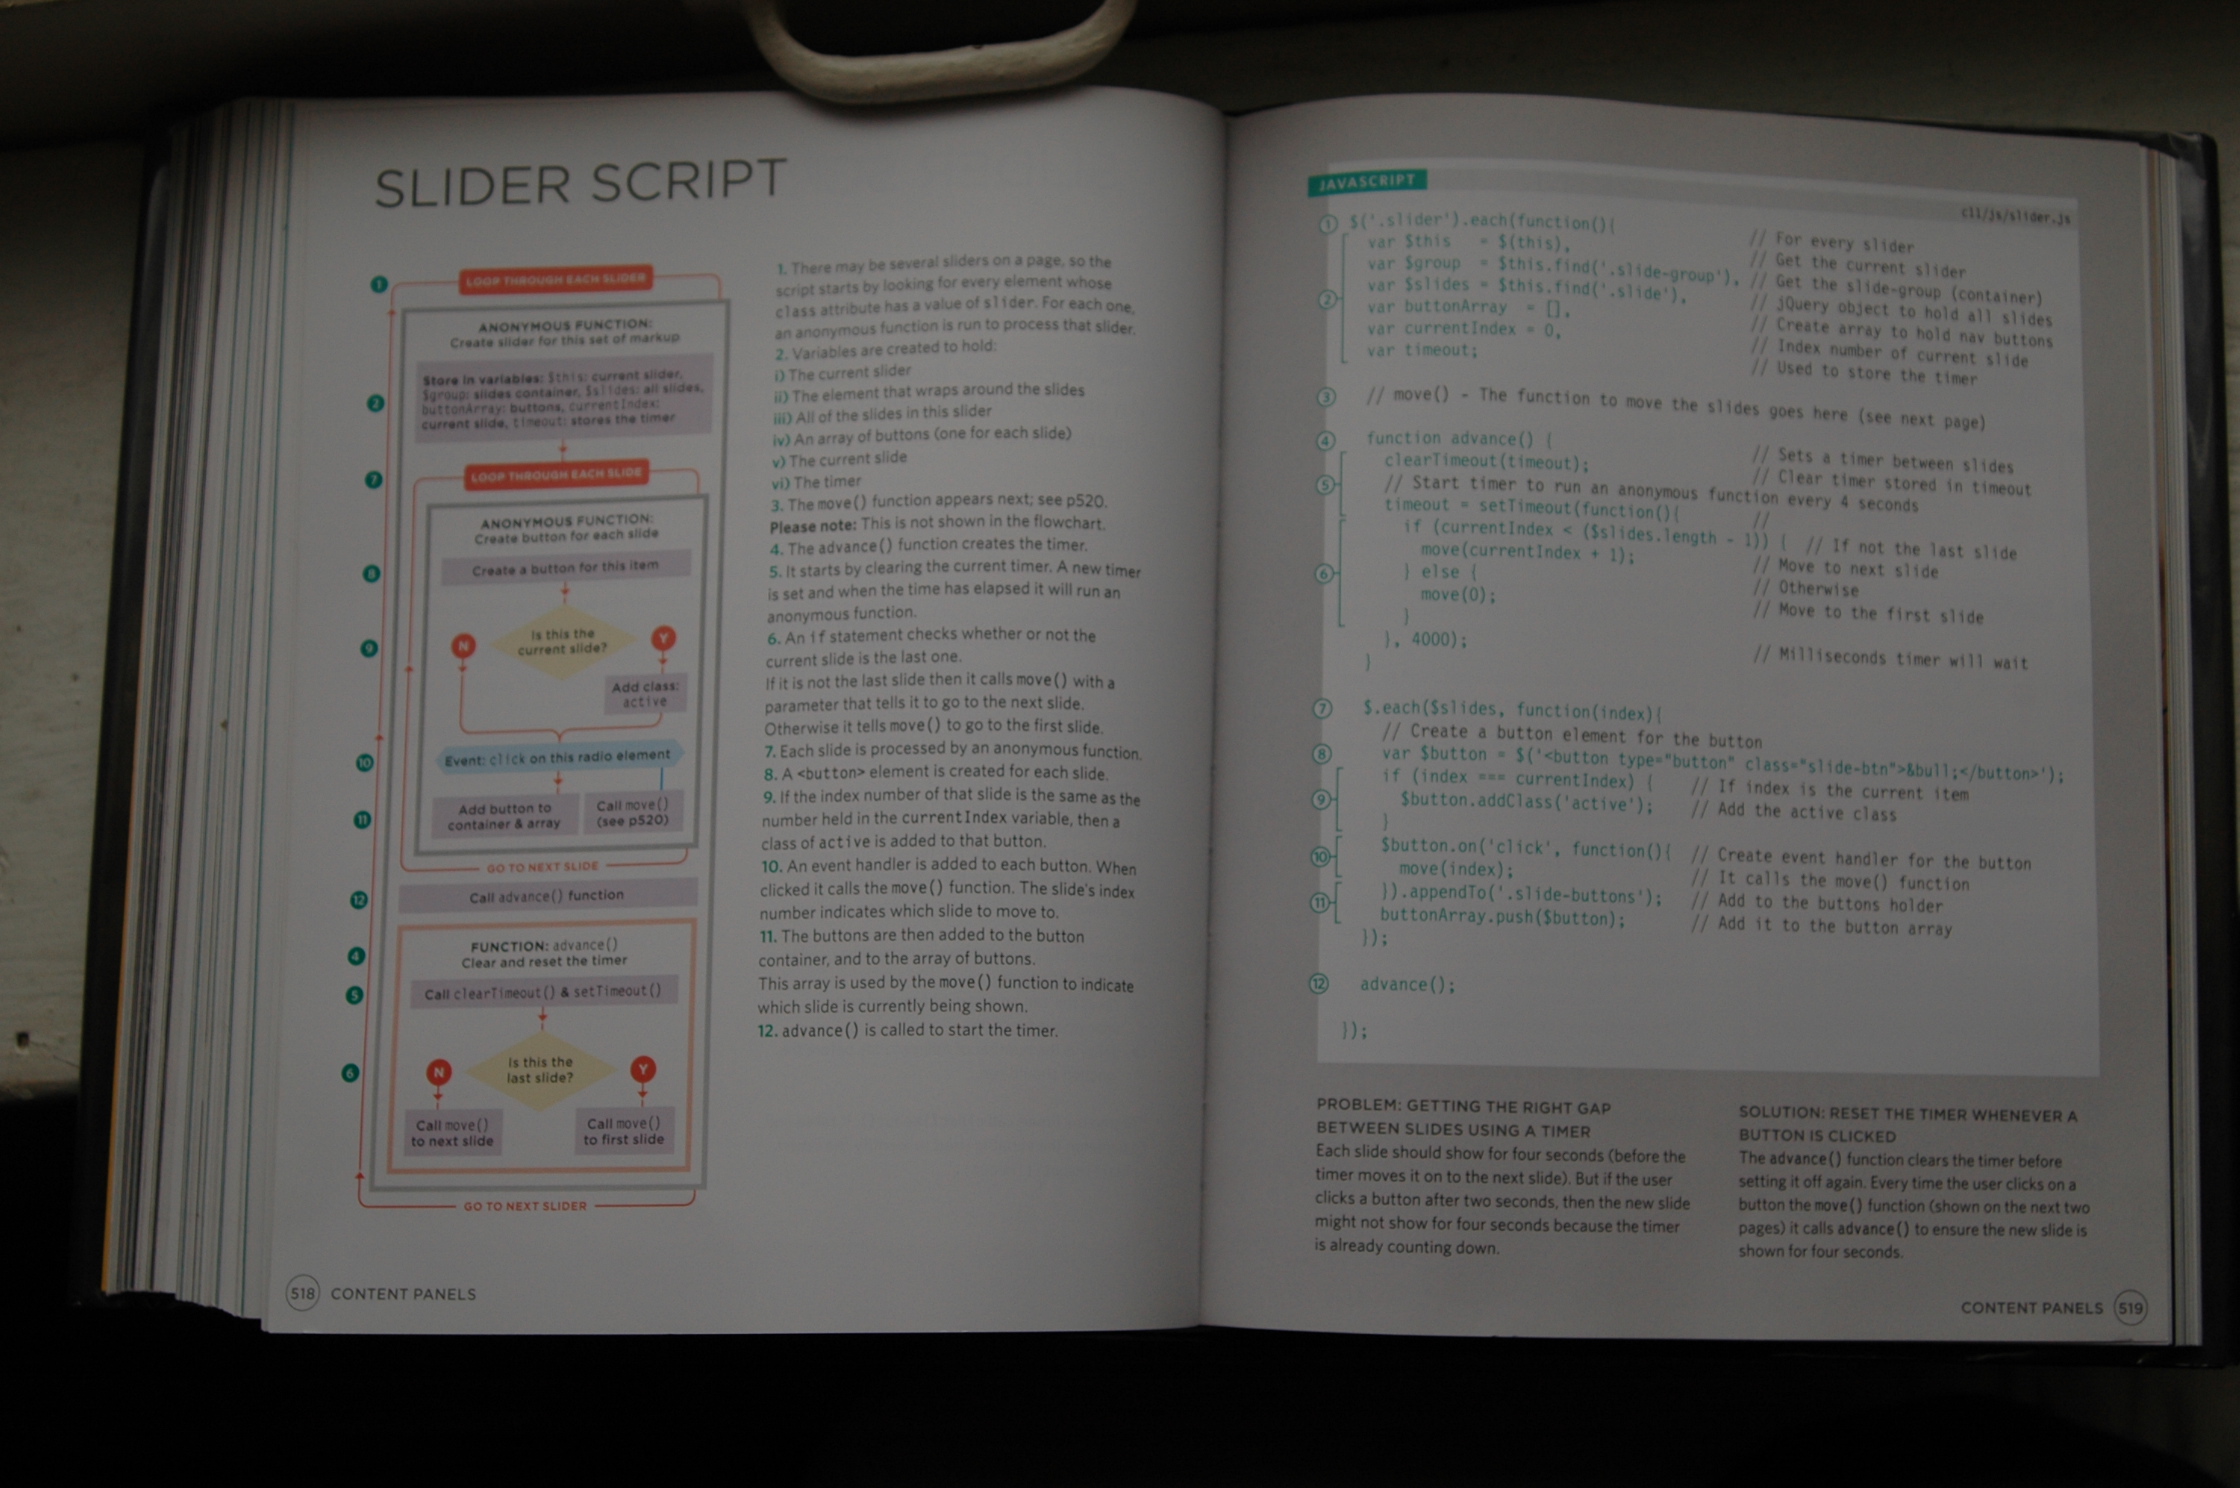 SLIDER SCRIPT
1
LOOP THROUGH EACH SLIDER
ANONYMOUS FUNCTION:
Create slider for this set of markup
2
Store in variables: $this: current slider,
$group: slides container, $slides: all slides,
buttonArray: buttons, currentIndex:
current slide, timeout: stores the timer
7
LOOP THROUGH EACH SLIDE
ANONYMOUS FUNCTION:
Create button for each slide
8
Create a button for this item
9
N
Is this the
current slide?
Y
Add class:
active
10
Event: click on this radio element
11
Add button to
container & array
Call move()
(see p520)
GO TO NEXT SLIDE
12
Call advance() function
4
FUNCTION: advance()
Clear and reset the timer
5
Call clearTimeout() & setTimeout()
6
N
Is this the
last slide?
Y
Call move()
to next slide
Call move()
to first slide
GO TO NEXT SLIDER
1. There may be several sliders on a page, so the
script starts by looking for every element whose
class attribute has a value of slider. For each one,
an anonymous function is run to process that slider.
2. Variables are created to hold:
i) The current slider
ii) The element that wraps around the slides
iii) All of the slides in this slider
iv) An array of buttons (one for each slide)
v) The current slide
vi) The timer
3. The move() function appears next; see p520.
Please note: This is not shown in the flowchart.
4. The advance() function creates the timer.
5. It starts by clearing the current timer. A new timer
is set and when the time has elapsed it will run an
anonymous function.
6. An if statement checks whether or not the
current slide is the last one.
If it is not the last slide then it calls move() with a
parameter that tells it to go to the next slide.
Otherwise it tells move() to go to the first slide.
7. Each slide is processed by an anonymous function.
8. A <button> element is created for each slide.
9. If the index number of that slide is the same as the
number held in the currentIndex variable, then a
class of active is added to that button.
10. An event handler is added to each button. When
clicked it calls the move() function. The slide's index
number indicates which slide to move to.
11. The buttons are then added to the button
container, and to the array of buttons.
This array is used by the move() function to indicate
which slide is currently being shown.
12. advance() is called to start the timer.
518 CONTENT PANELS
JAVASCRIPT
c11/js/slider.js
1 $('.slider').each(function(){ // For every slider
var $this = $(this), // Get the current slider
var $group = $this.find('.slide-group'), // Get the slide-group (container)
2 var $slides = $this.find('.slide'), // jQuery object to hold all slides
var buttonArray = [], // Create array to hold nav buttons
var currentIndex = 0, // Index number of current slide
var timeout; // Used to store the timer
3 // move() - The function to move the slides goes here (see next page)
4 function advance() { // Sets a timer between slides
clearTimeout(timeout); // Clear timer stored in timeout
5 // Start timer to run an anonymous function every 4 seconds
timeout = setTimeout(function(){ //
if (currentIndex < ($slides.length - 1)) { // If not the last slide
move(currentIndex + 1); // Move to next slide
6 } else { // Otherwise
move(0); // Move to the first slide
}
}, 4000); // Milliseconds timer will wait
}
7 $.each($slides, function(index){
// Create a button element for the button
8 var $button = $('<button type="button" class="slide-btn">&bull;</button>');
if (index === currentIndex) { // If index is the current item
9 $button.addClass('active'); // Add the active class
}
10 $button.on('click', function(){ // Create event handler for the button
move(index); // It calls the move() function
11 }).appendTo('.slide-buttons'); // Add to the buttons holder
buttonArray.push($button); // Add it to the button array
});
12 advance();
});
PROBLEM: GETTING THE RIGHT GAP
BETWEEN SLIDES USING A TIMER
Each slide should show for four seconds (before the
timer moves it on to the next slide). But if the user
clicks a button after two seconds, then the new slide
might not show for four seconds because the timer
is already counting down.
SOLUTION: RESET THE TIMER WHENEVER A
BUTTON IS CLICKED
The advance() function clears the timer before
setting it off again. Every time the user clicks on a
button the move() function (shown on the next two
pages) it calls advance() to ensure the new slide is
shown for four seconds.
CONTENT PANELS 519